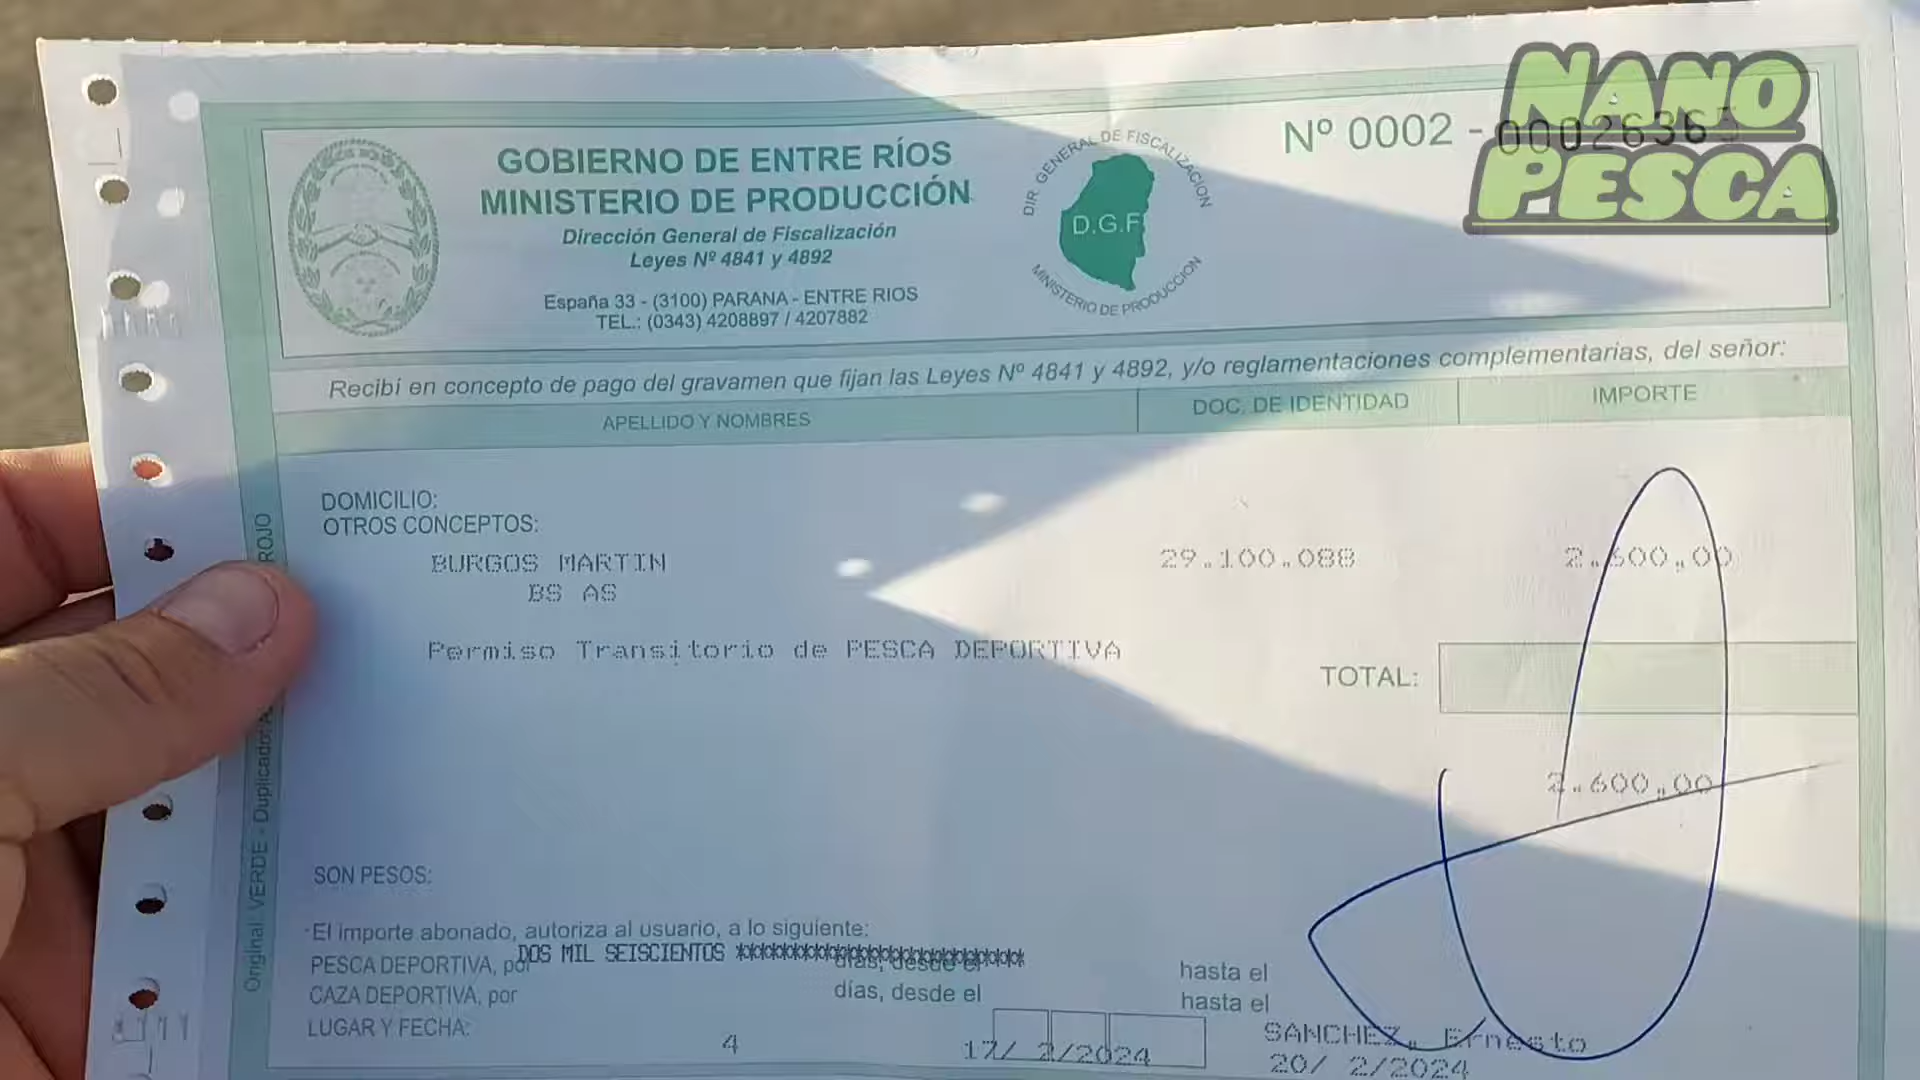 NANO
PESCA
Nº 0002 - 00026365
GOBIERNO DE ENTRE RÍOS
MINISTERIO DE PRODUCCIÓN
Dirección General de Fiscalización
Leyes Nº 4841 y 4892
España 33 - (3100) PARANA - ENTRE RIOS
TEL.: (0343) 4208897 / 4207882
DIR. GENERAL DE FISCALIZACION
D.G.F.
MINISTERIO DE PRODUCCION
Recibí en concepto de pago del gravamen que fijan las Leyes Nº 4841 y 4892, y/o reglamentaciones complementarias, del señor:
APELLIDO Y NOMBRES DOC. DE IDENTIDAD IMPORTE
DOMICILIO:
OTROS CONCEPTOS:
BURGOS MARTIN 29.100.088 2.600,00
BS AS
Permiso Transitorio de PESCA DEPORTIVA
TOTAL:
2.600,00
SON PESOS:
El importe abonado, autoriza al usuario, a lo siguiente:
DOS MIL SEISCIENTOS **************************
PESCA DEPORTIVA, por días, desde el hasta el
CAZA DEPORTIVA, por días, desde el hasta el
LUGAR Y FECHA:
4 17/ 2/2024 SANCHEZ, Ernesto
20/ 2/2024
Original: VERDE - Duplicado: ROJO